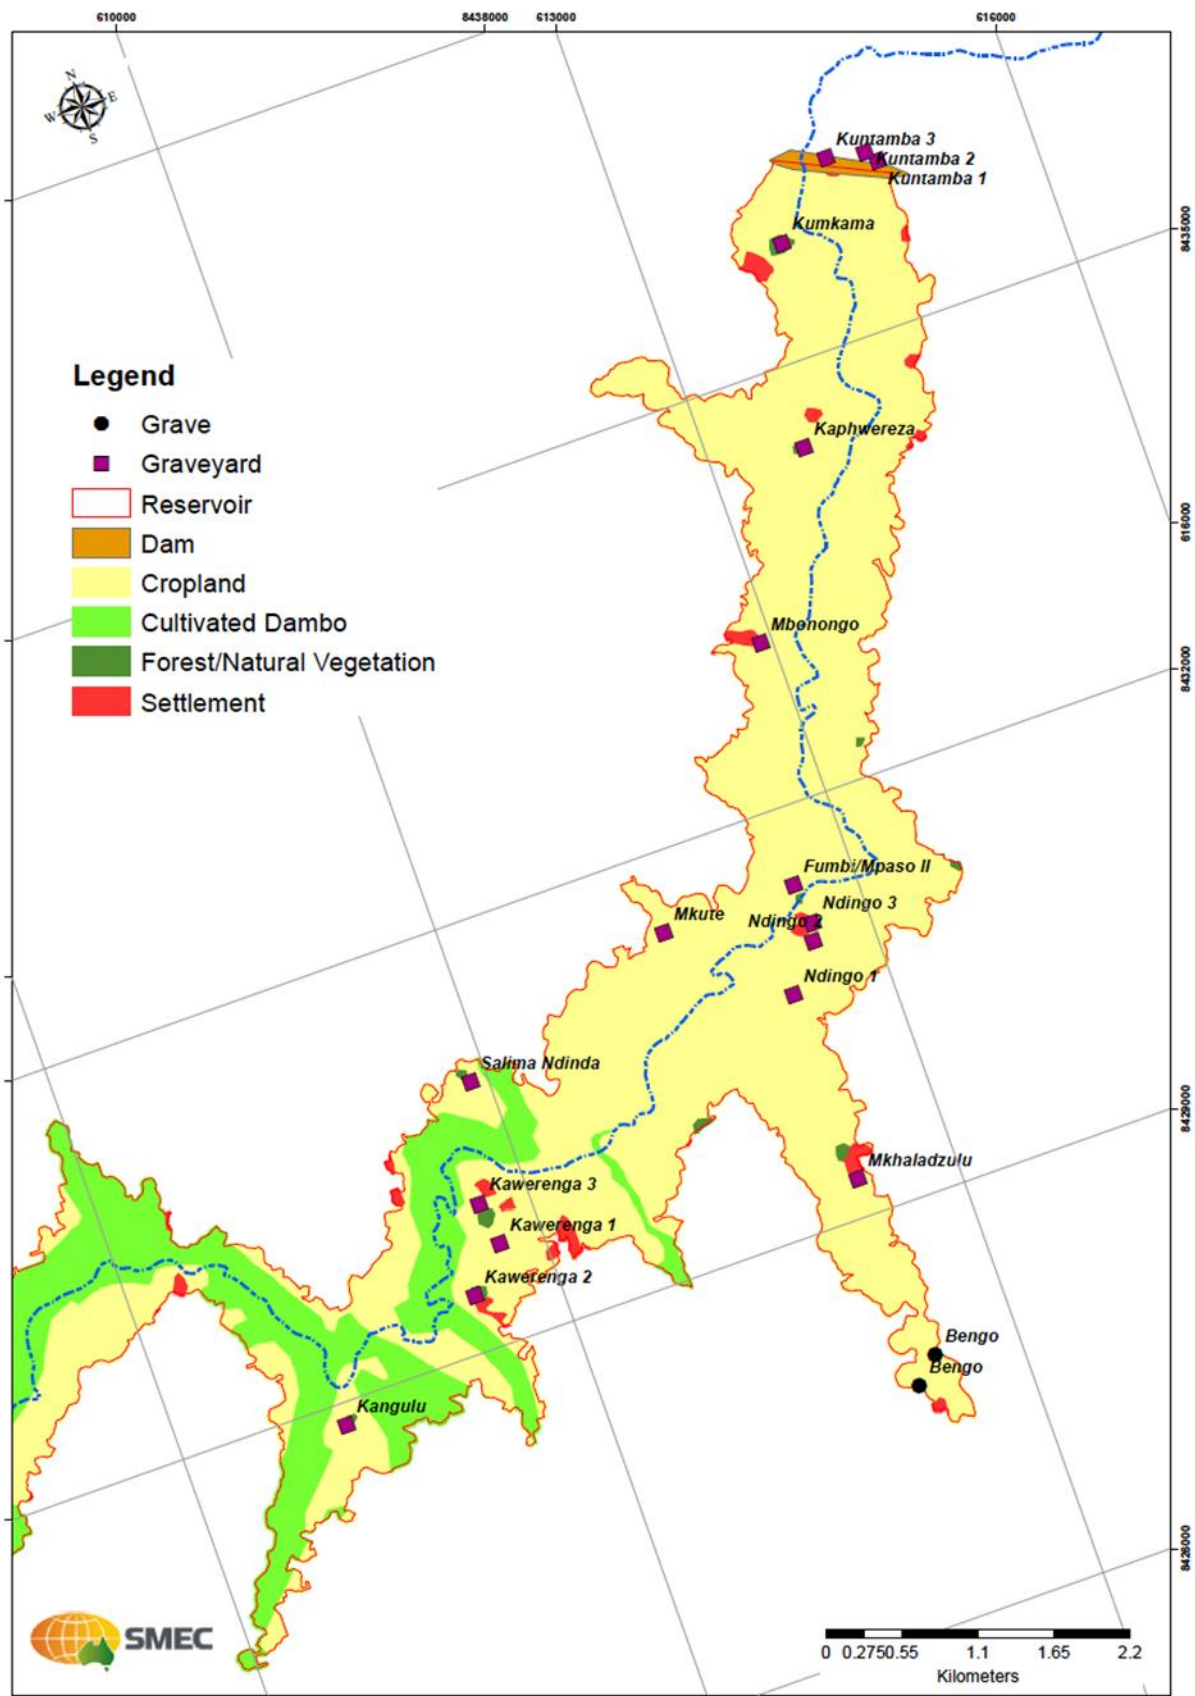 610000
8438000
613000
616000
N
E
W
S
Kuntamba 3
Kuntamba 2
Kuntamba 1
Kumkama
8435000
Legend
Grave
Graveyard
Reservoir
Dam
Cropland
Cultivated Dambo
Forest/Natural Vegetation
Settlement
Kaphwereza
616000
Mbonongo
8432000
Fumbi/Mpaso II
Ndingo 3
Mkute
Ndingo 2
Ndingo 1
Salima Ndinda
8429000
Mkhaladzulu
Kawerenga 3
Kawerenga 1
Kawerenga 2
Bengo
Bengo
Kangulu
8426000
SMEC
0 0.275 0.55 1.1 1.65 2.2
Kilometers